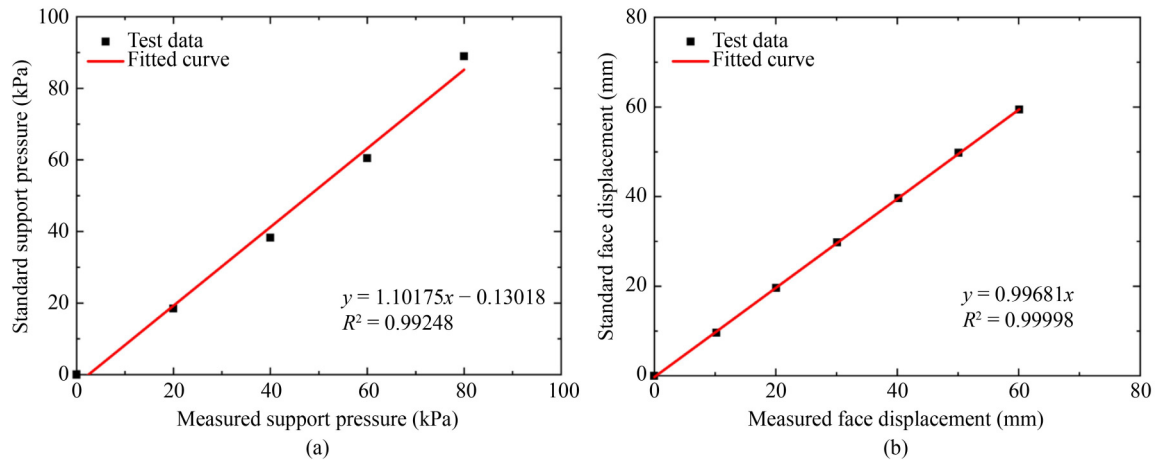 100
80
60
40
20
0
0
20
40
60
80
100
Standard support pressure (kPa)
Measured support pressure (kPa)
Test data
Fitted curve
y = 1.10175x − 0.13018
R² = 0.99248
(a)
80
60
40
20
0
0
20
40
60
80
Standard face displacement (mm)
Measured face displacement (mm)
Test data
Fitted curve
y = 0.99681x
R² = 0.99998
(b)